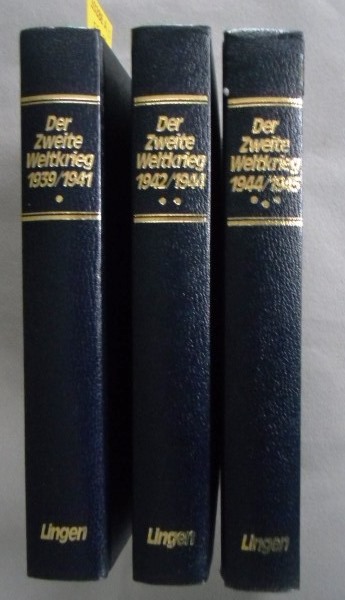 Der
Zweite
Weltkrieg
1939/1941
Lingen
Der
Zweite
Weltkrieg
1942/1944
Lingen
Der
Zweite
Weltkrieg
1944/1945
Lingen